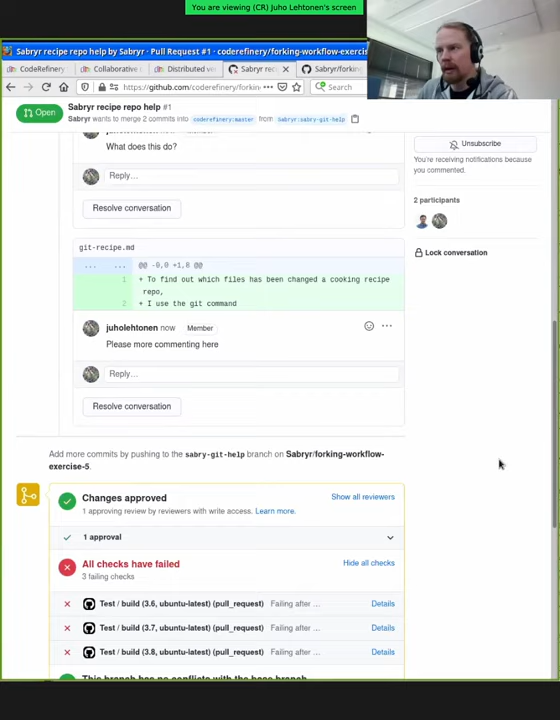 You are viewing (CR) Juho Lehtonen's screen
Sabryr recipe repo help by Sabryr · Pull Request #1 · coderefinery/forking-workflow-exercis
CodeRefinery
Collaborative
Distributed ver
Sabryr rec
Sabryr/forking
https://github.com/coderefinery/forkin
Search
Open
Sabryr recipe repo help #1
Sabryr wants to merge 2 commits into coderefinery:master from Sabryr:sabry-git-help
What does this do?
Unsubscribe
You're receiving notifications because
you commented.
Reply…
Resolve conversation
2 participants
git-recipe.md
Lock conversation
... ... @@ -0,0 +1,8 @@
1 + To find out which files has been changed a cooking recipe
repo,
2 + I use the git command
juholehtonen now Member
Please more commenting here
Reply…
Resolve conversation
Add more commits by pushing to the sabry-git-help branch on Sabryr/forking-workflow-
exercise-5.
Changes approved
Show all reviewers
1 approving review by reviewers with write access. Learn more.
1 approval
All checks have failed
Hide all checks
3 failing checks
Test / build (3.6, ubuntu-latest) (pull_request) Failing after ... Details
Test / build (3.7, ubuntu-latest) (pull_request) Failing after ... Details
Test / build (3.8, ubuntu-latest) (pull_request) Failing after ... Details
This branch has no conflicts with the base branch